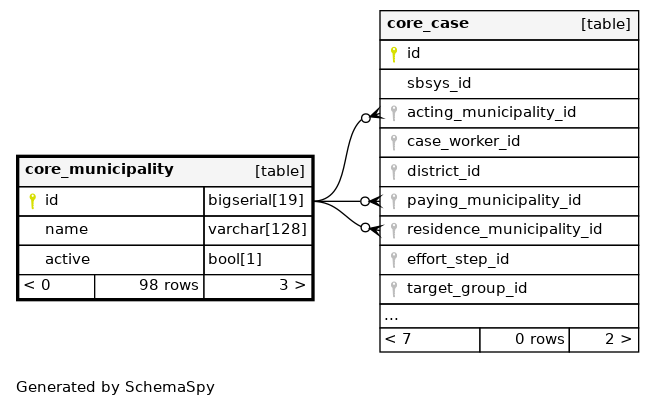 core_case [table]
id
sbsys_id
acting_municipality_id
case_worker_id
district_id
paying_municipality_id
residence_municipality_id
effort_step_id
target_group_id
...
< 7 0 rows 2 >
core_municipality [table]
id bigserial[19]
name varchar[128]
active bool[1]
< 0 98 rows 3 >
Generated by SchemaSpy